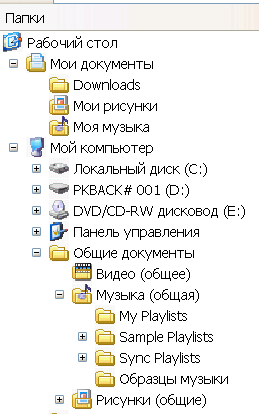 Папки
Рабочий стол
Мои документы
Downloads
Мои рисунки
Моя музыка
Мой компьютер
Локальный диск (C:)
PKBACK# 001 (D:)
DVD/CD-RW дисковод (E:)
Панель управления
Общие документы
Видео (общее)
Музыка (общая)
My Playlists
Sample Playlists
Sync Playlists
Образцы музыки
Рисунки (общие)